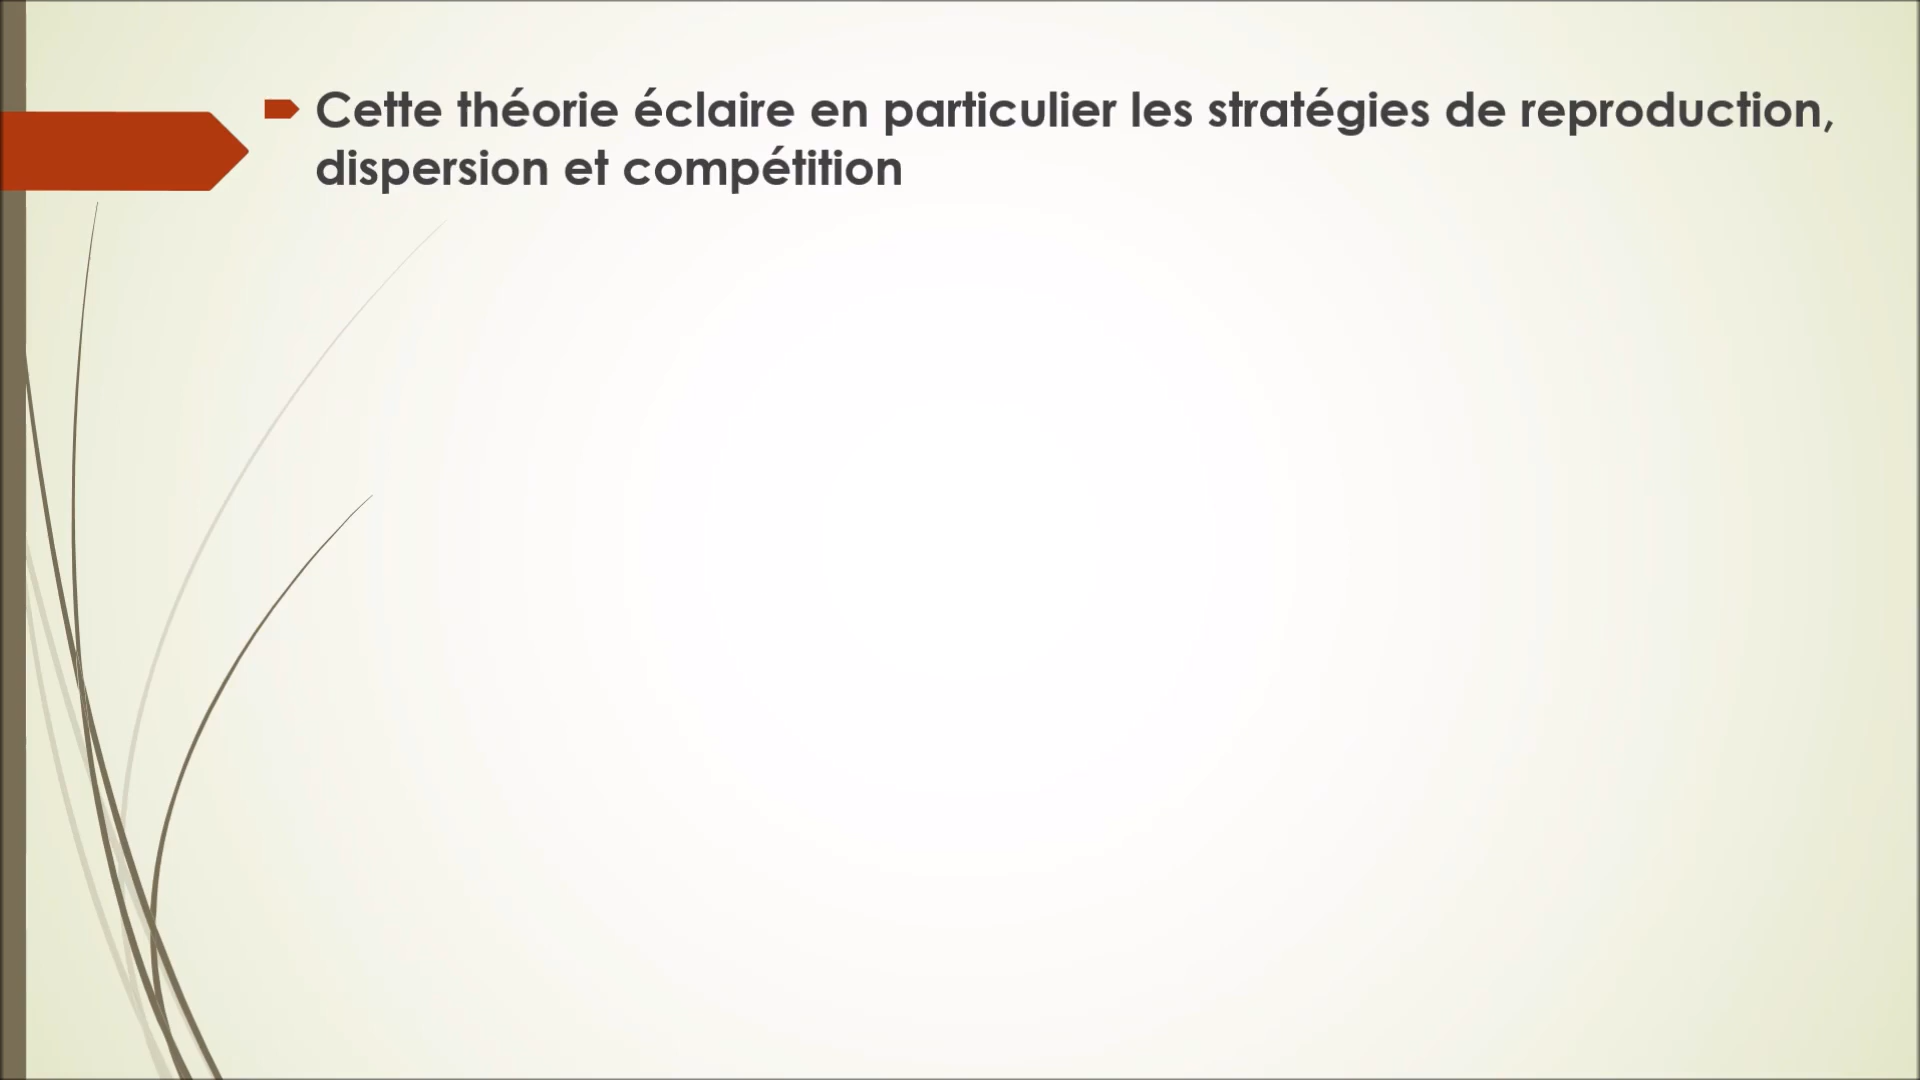 Cette théorie éclaire en particulier les stratégies de reproduction,
dispersion et compétition